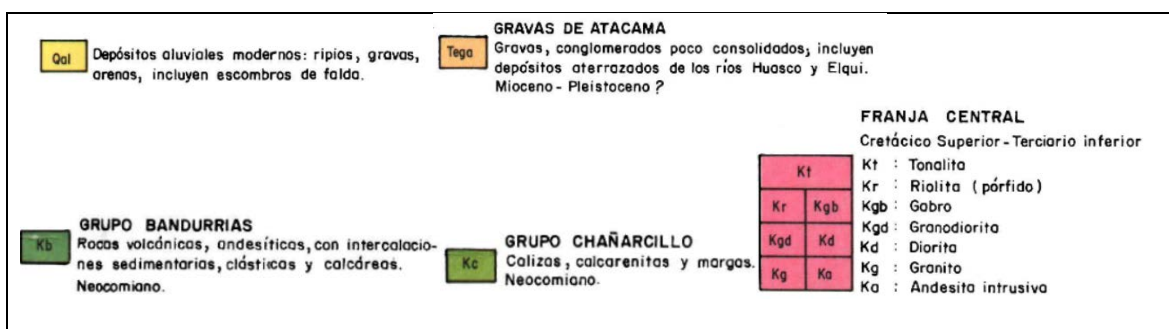 Qal
Depósitos aluviales modernos: ripios, gravas,
arenas, incluyen escombros de falda.
Tega
GRAVAS DE ATACAMA
Gravas, conglomerados poco consolidados; incluyen
depósitos aterrazados de los ríos Huasco y Elqui.
Mioceno - Pleistoceno ?
FRANJA CENTRAL
Cretácico Superior - Terciario inferior
Kt
Kr Kgb
Kgd Kd
Kg Ka
Kt : Tonalita
Kr : Riolita (pórfido)
Kgb : Gabro
Kgd : Granodiorita
Kd : Diorita
Kg : Granito
Ka : Andesita intrusiva
Kb
GRUPO BANDURRIAS
Rocas volcánicas, andesíticas, con intercalacio-
nes sedimentarias, clásticas y calcáreas.
Neocomiano.
Kc
GRUPO CHAÑARCILLO
Calizas, calcarenitas y margas.
Neocomiano.